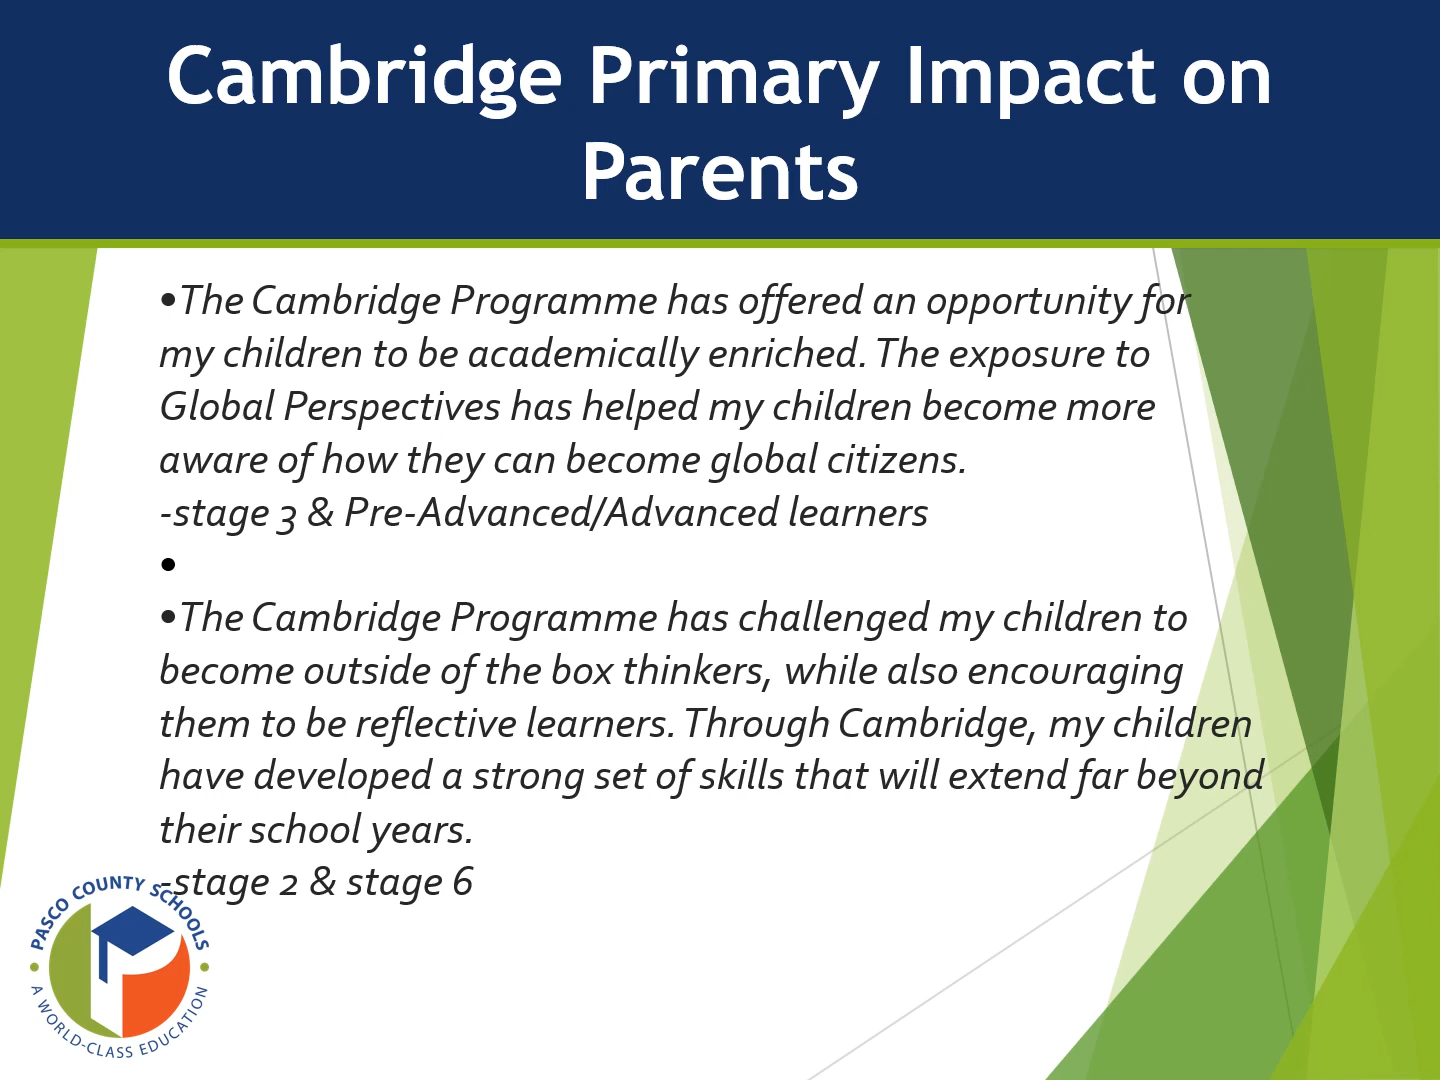 Cambridge Primary Impact on
Parents
•The Cambridge Programme has offered an opportunity for
my children to be academically enriched. The exposure to
Global Perspectives has helped my children become more
aware of how they can become global citizens.
-stage 3 & Pre-Advanced/Advanced learners
•
•The Cambridge Programme has challenged my children to
become outside of the box thinkers, while also encouraging
them to be reflective learners. Through Cambridge, my children
have developed a strong set of skills that will extend far beyond
their school years.
-stage 2 & stage 6
PASCO COUNTY SCHOOLS
A WORLD-CLASS EDUCATION